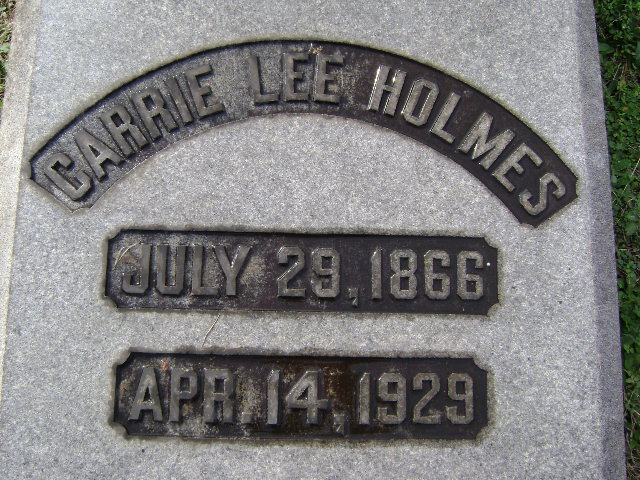 CARRIE LEE HOLMES
JULY 29, 1866
APR. 14, 1929